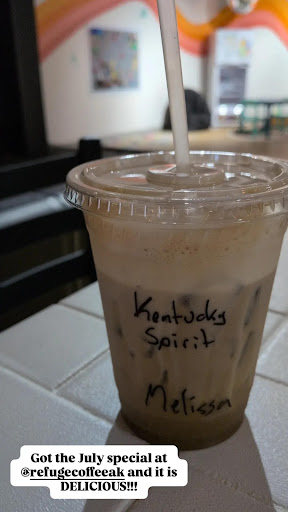 Kentucky
Spirit
Melissa
Got the July special at
@refugecoffeeak and it is
DELICIOUS!!!